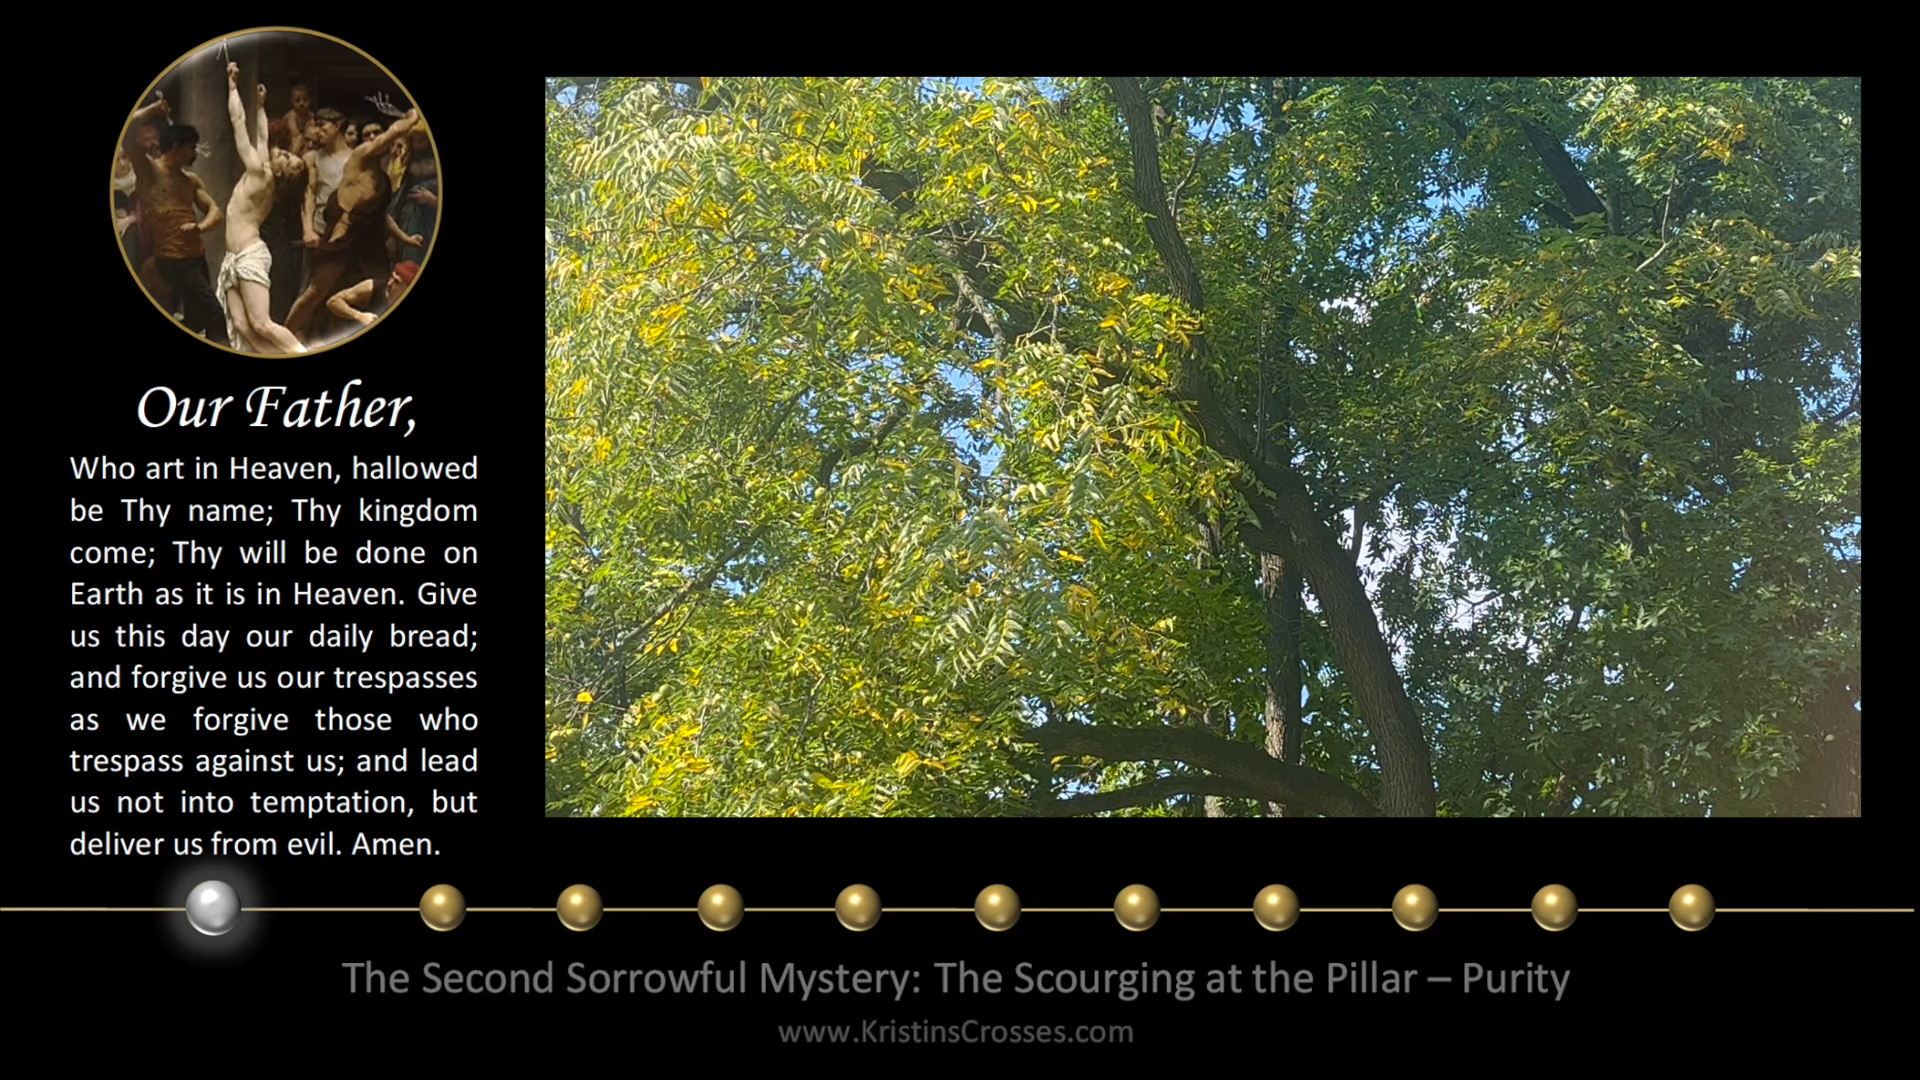 Our Father,
Who art in Heaven, hallowed
be Thy name; Thy kingdom
come; Thy will be done on
Earth as it is in Heaven. Give
us this day our daily bread;
and forgive us our trespasses
as we forgive those who
trespass against us; and lead
us not into temptation, but
deliver us from evil. Amen.
The Second Sorrowful Mystery: The Scourging at the Pillar – Purity
www.KristinsCrosses.com